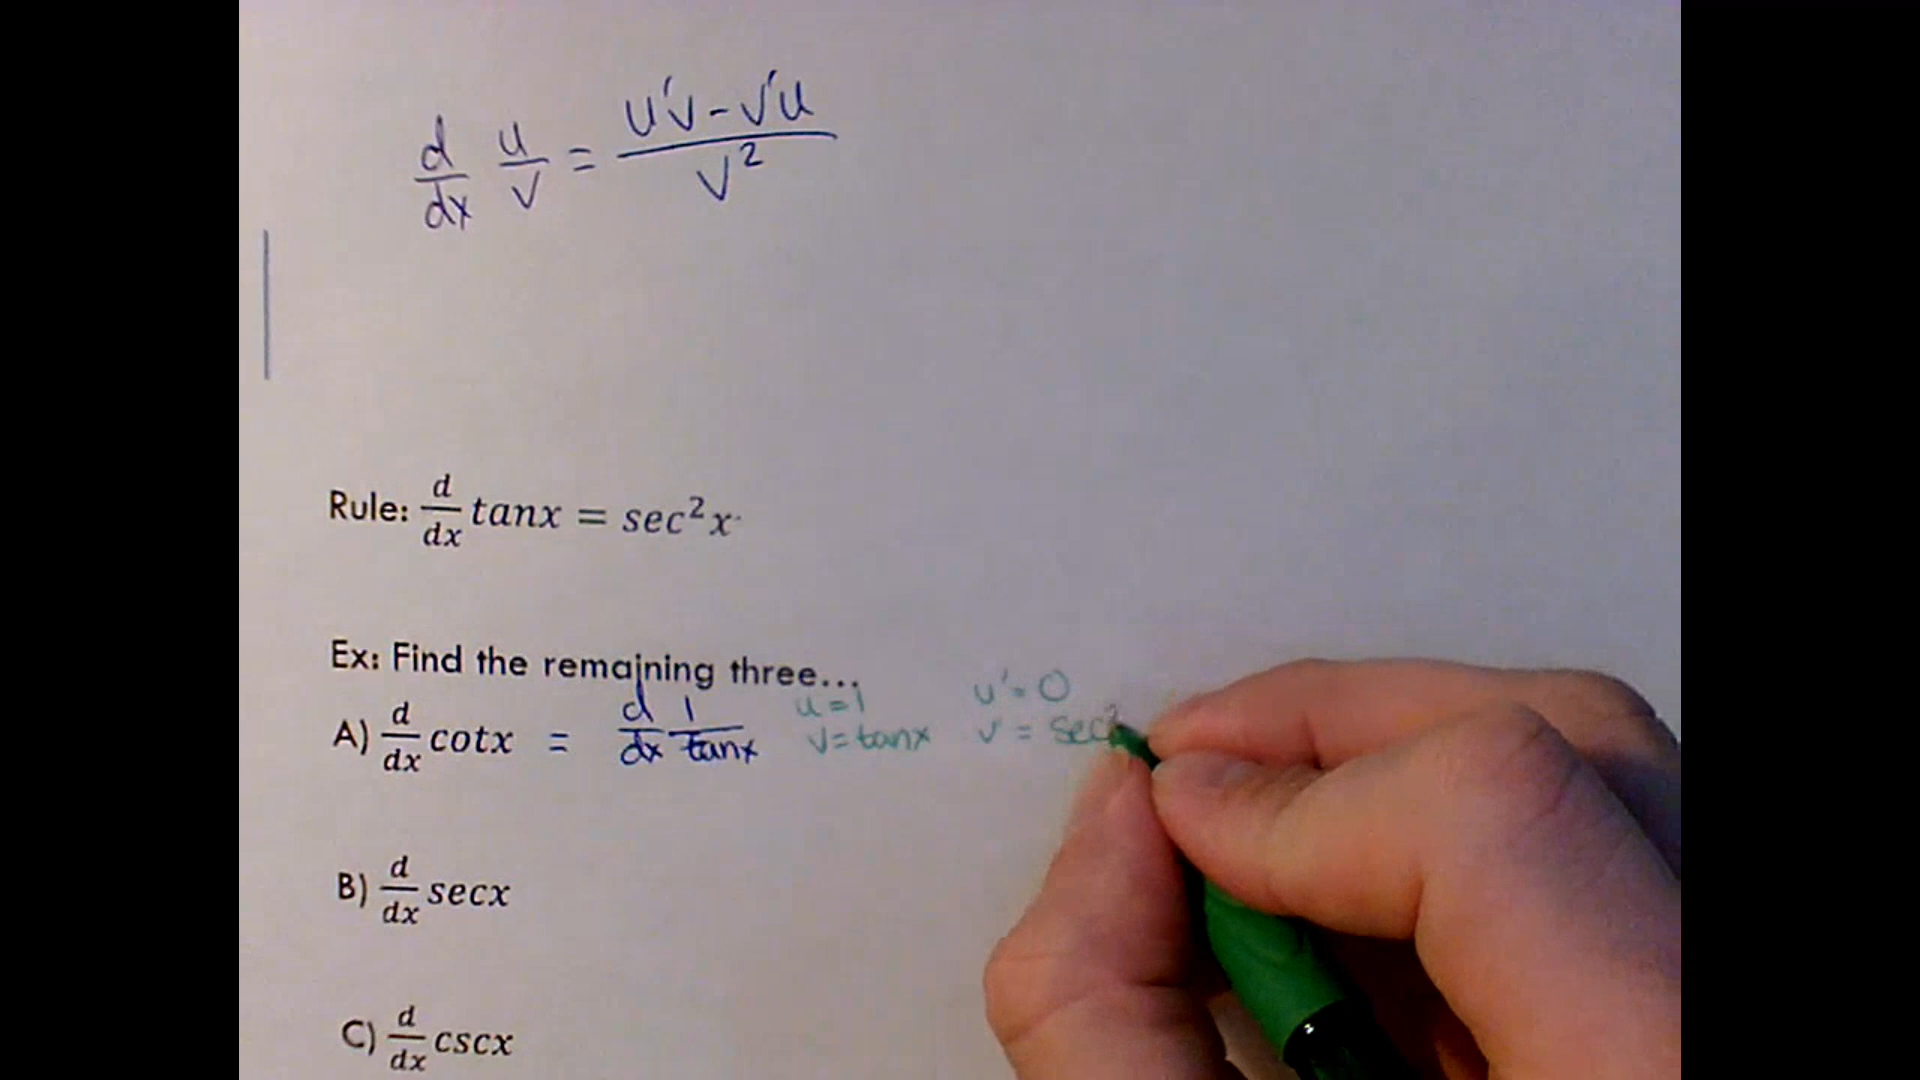 d/dx u/v = u'v - v'u / v²
Rule: d/dx tanx = sec²x
Ex: Find the remaining three...
A) d/dx cotx = d/dx 1/tanx
u = 1 u' = 0
v = tanx v' = sec²
B) d/dx secx
C) d/dx cscx